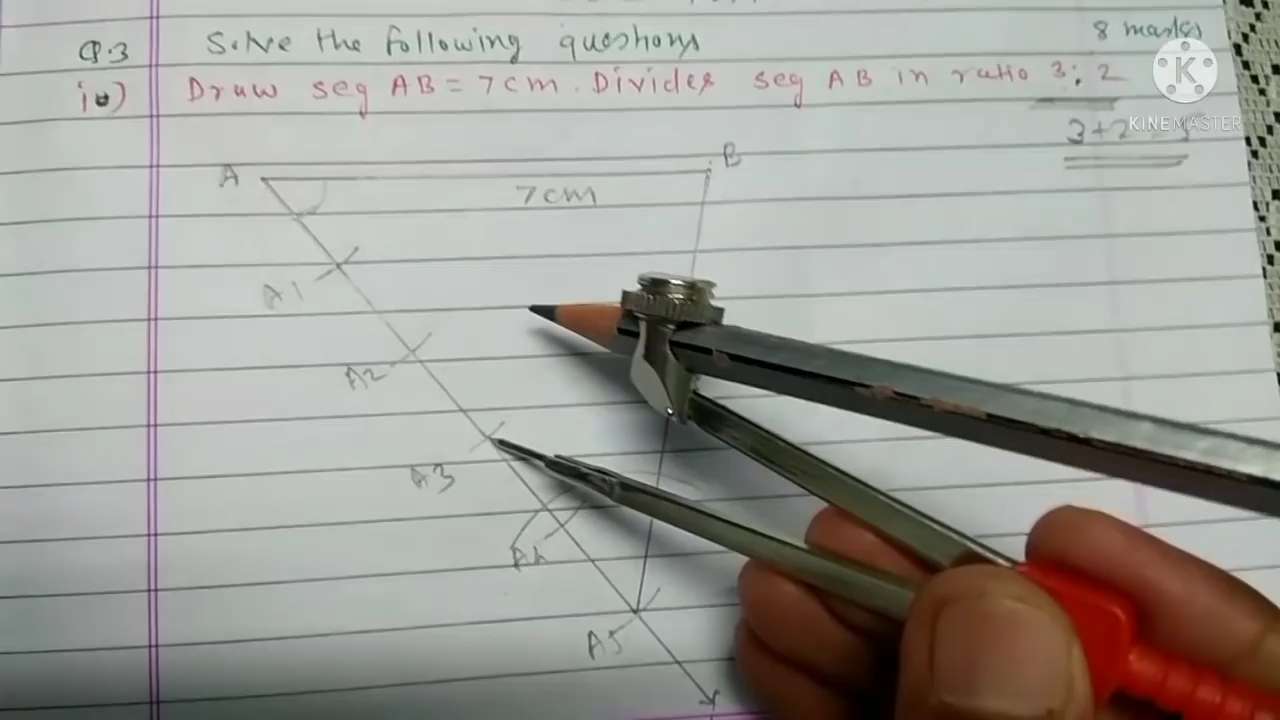 Q.3 Solve the following questions 8 marks
iv) Draw seg AB = 7cm. Divides seg AB in ratio 3:2
3+2
K
KINEMASTER
A B
7cm
A1
A2
A3
A4
A5